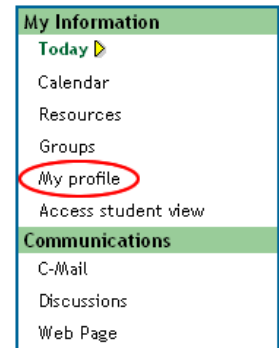 My Information
Today
Calendar
Resources
Groups
My profile
Access student view
Communications
C-Mail
Discussions
Web Page